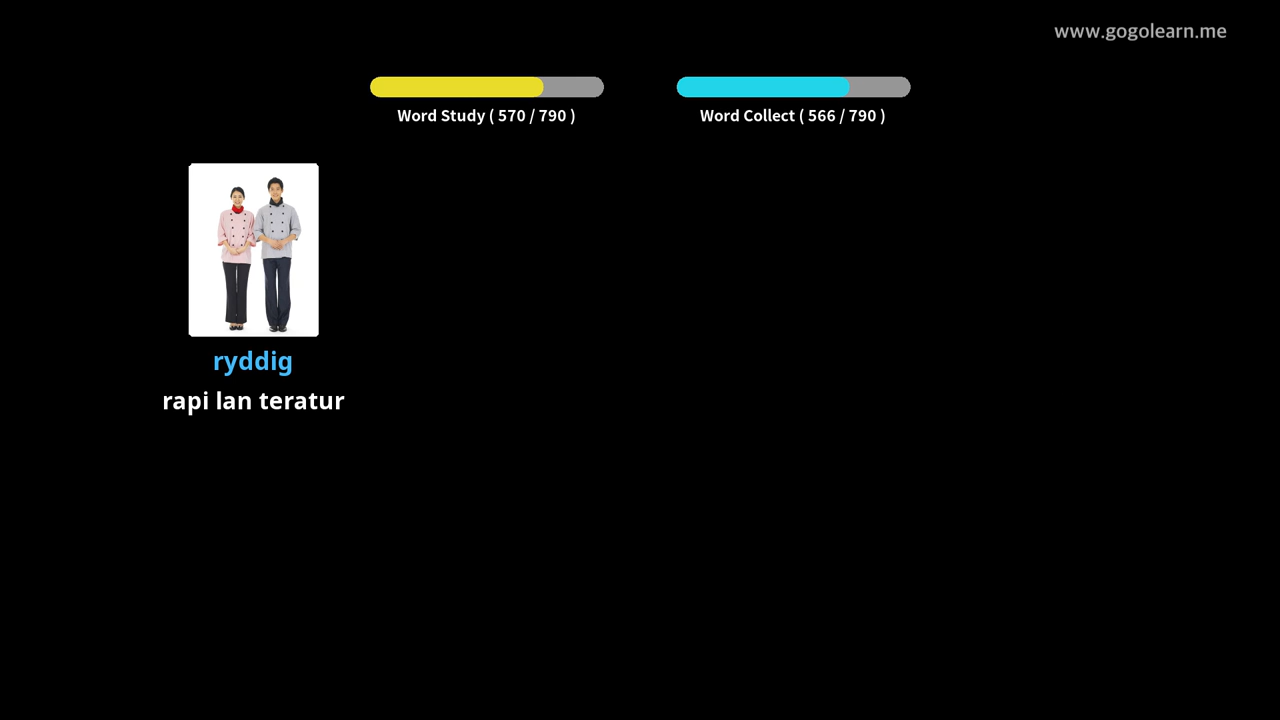 www.gogolearn.me
Word Study ( 570 / 790 )
Word Collect ( 566 / 790 )
ryddig
rapi lan teratur